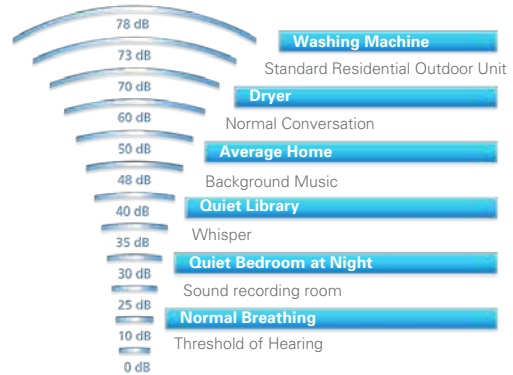 78 dB
Washing Machine
73 dB
Standard Residential Outdoor Unit
70 dB
Dryer
60 dB
Normal Conversation
50 dB
Average Home
48 dB
Background Music
40 dB
Quiet Library
35 dB
Whisper
30 dB
Quiet Bedroom at Night
25 dB
Sound recording room
10 dB
Normal Breathing
0 dB
Threshold of Hearing